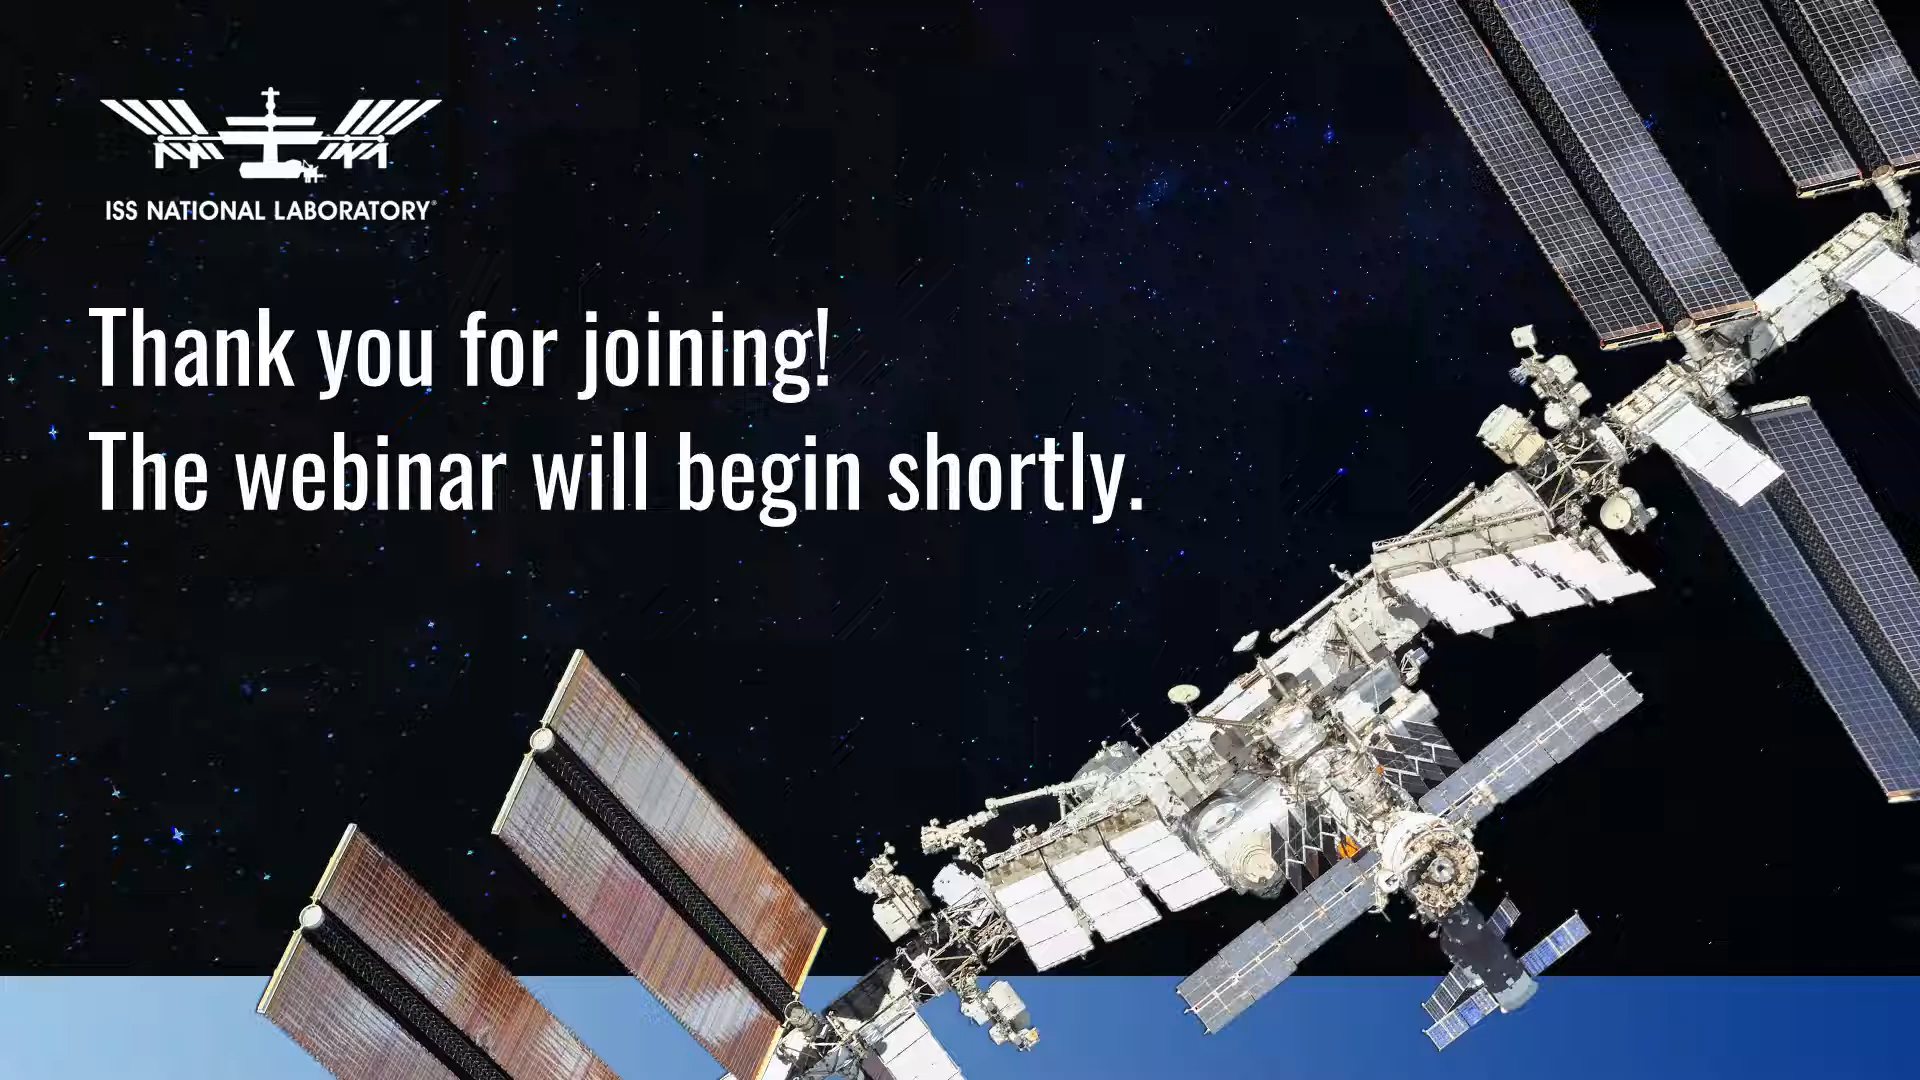 ISS NATIONAL LABORATORY®
Thank you for joining!
The webinar will begin shortly.